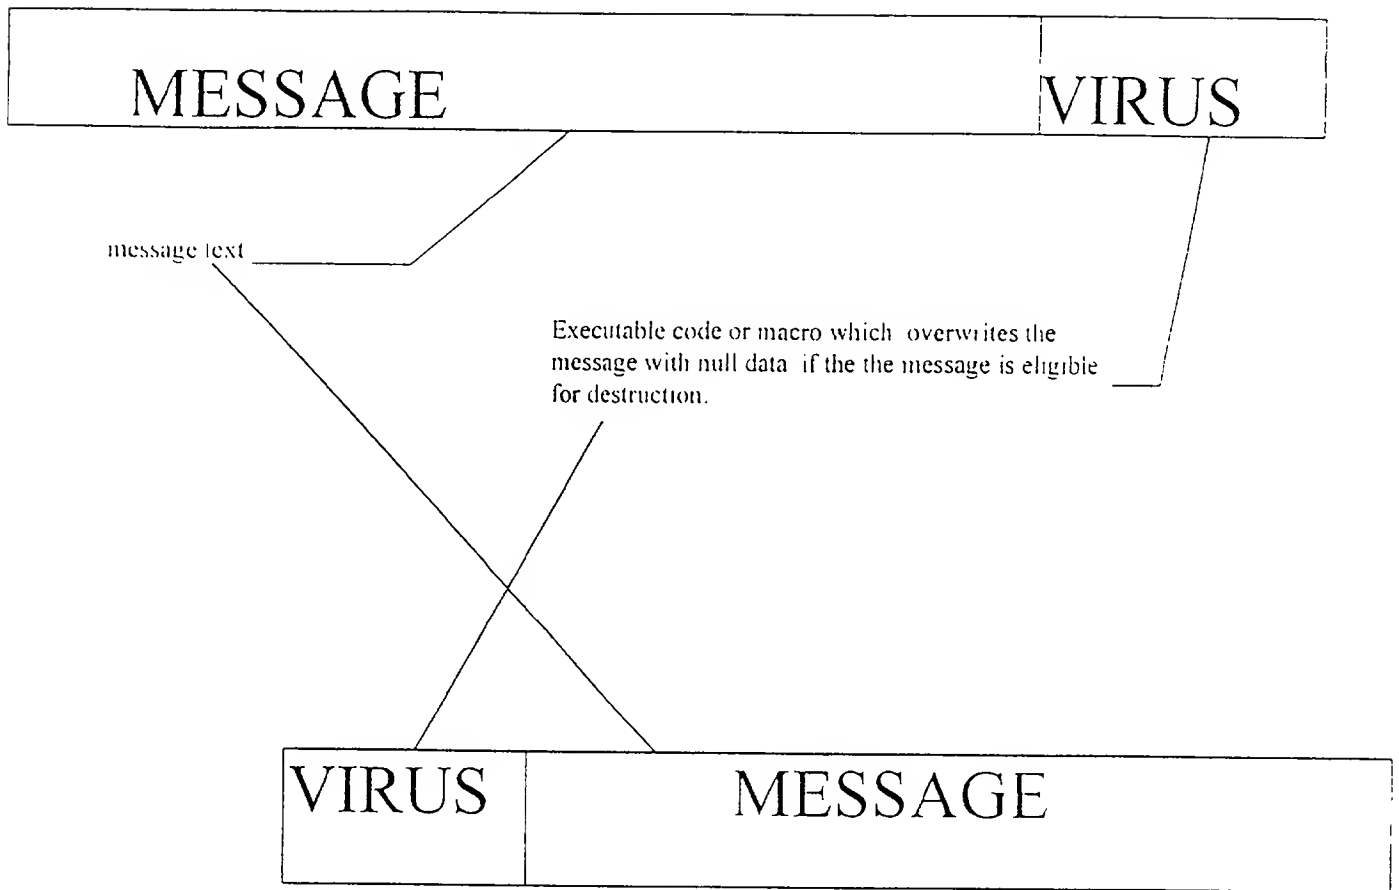 MESSAGE VIRUS
message text
Executable code or macro which overwrites the
message with null data if the the message is eligible
for destruction.
VIRUS MESSAGE